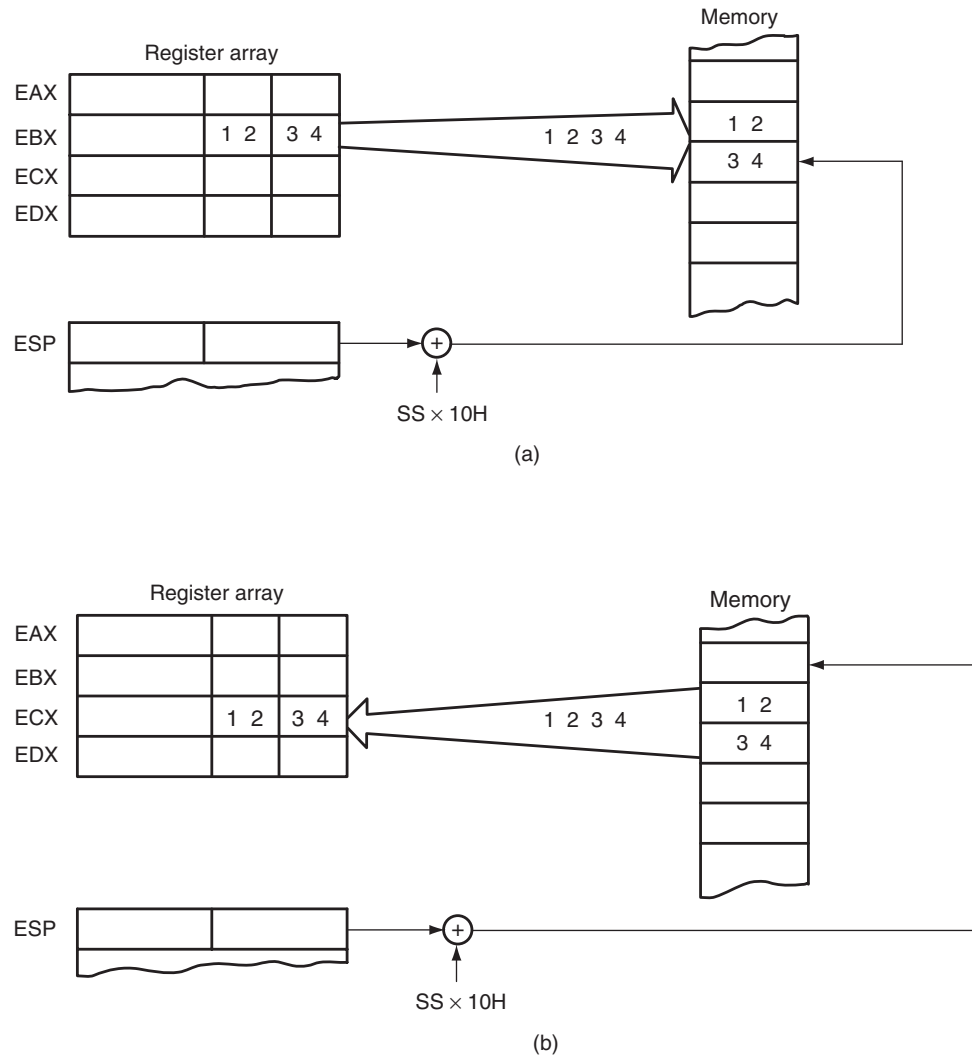 Memory
Register array
EAX
EBX 1 2 3 4 1 2 3 4 1 2
ECX 3 4
EDX
ESP +
SS × 10H
(a)
Register array Memory
EAX
EBX
ECX 1 2 3 4 1 2 3 4 1 2
EDX 3 4
ESP +
SS × 10H
(b)